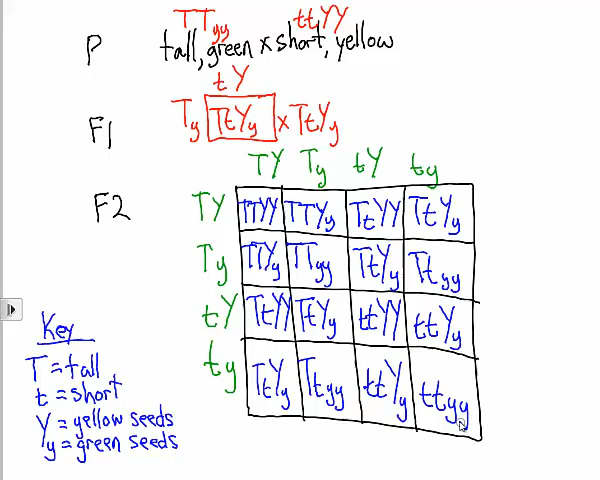 TTyy ttYY
P tall, green x short, yellow
tY
F1 Ty TtYy x TtYy
TY Ty tY ty
F2 TY TTYY TTYy TtYY TtYy
Ty TTYy TTyy TtYy Ttyy
tY TtYY TtYy ttYY ttYy
ty TtYy Ttyy ttYy ttyy
Key
T = tall
t = short
Y = yellow seeds
y = green seeds